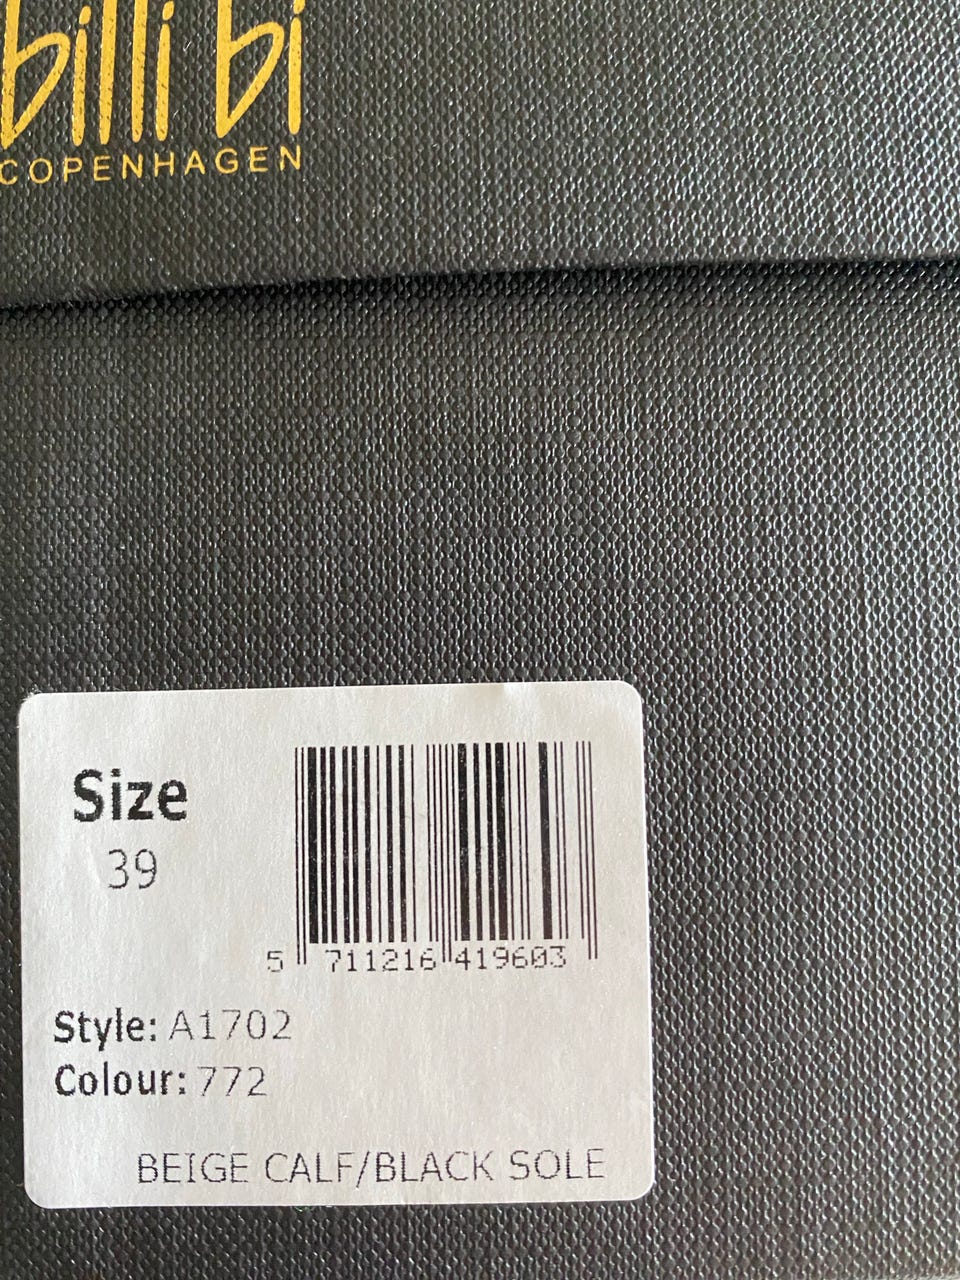 billi bi
COPENHAGEN
Size
39
5 711216 419603
Style: A1702
Colour: 772
BEIGE CALF/BLACK SOLE